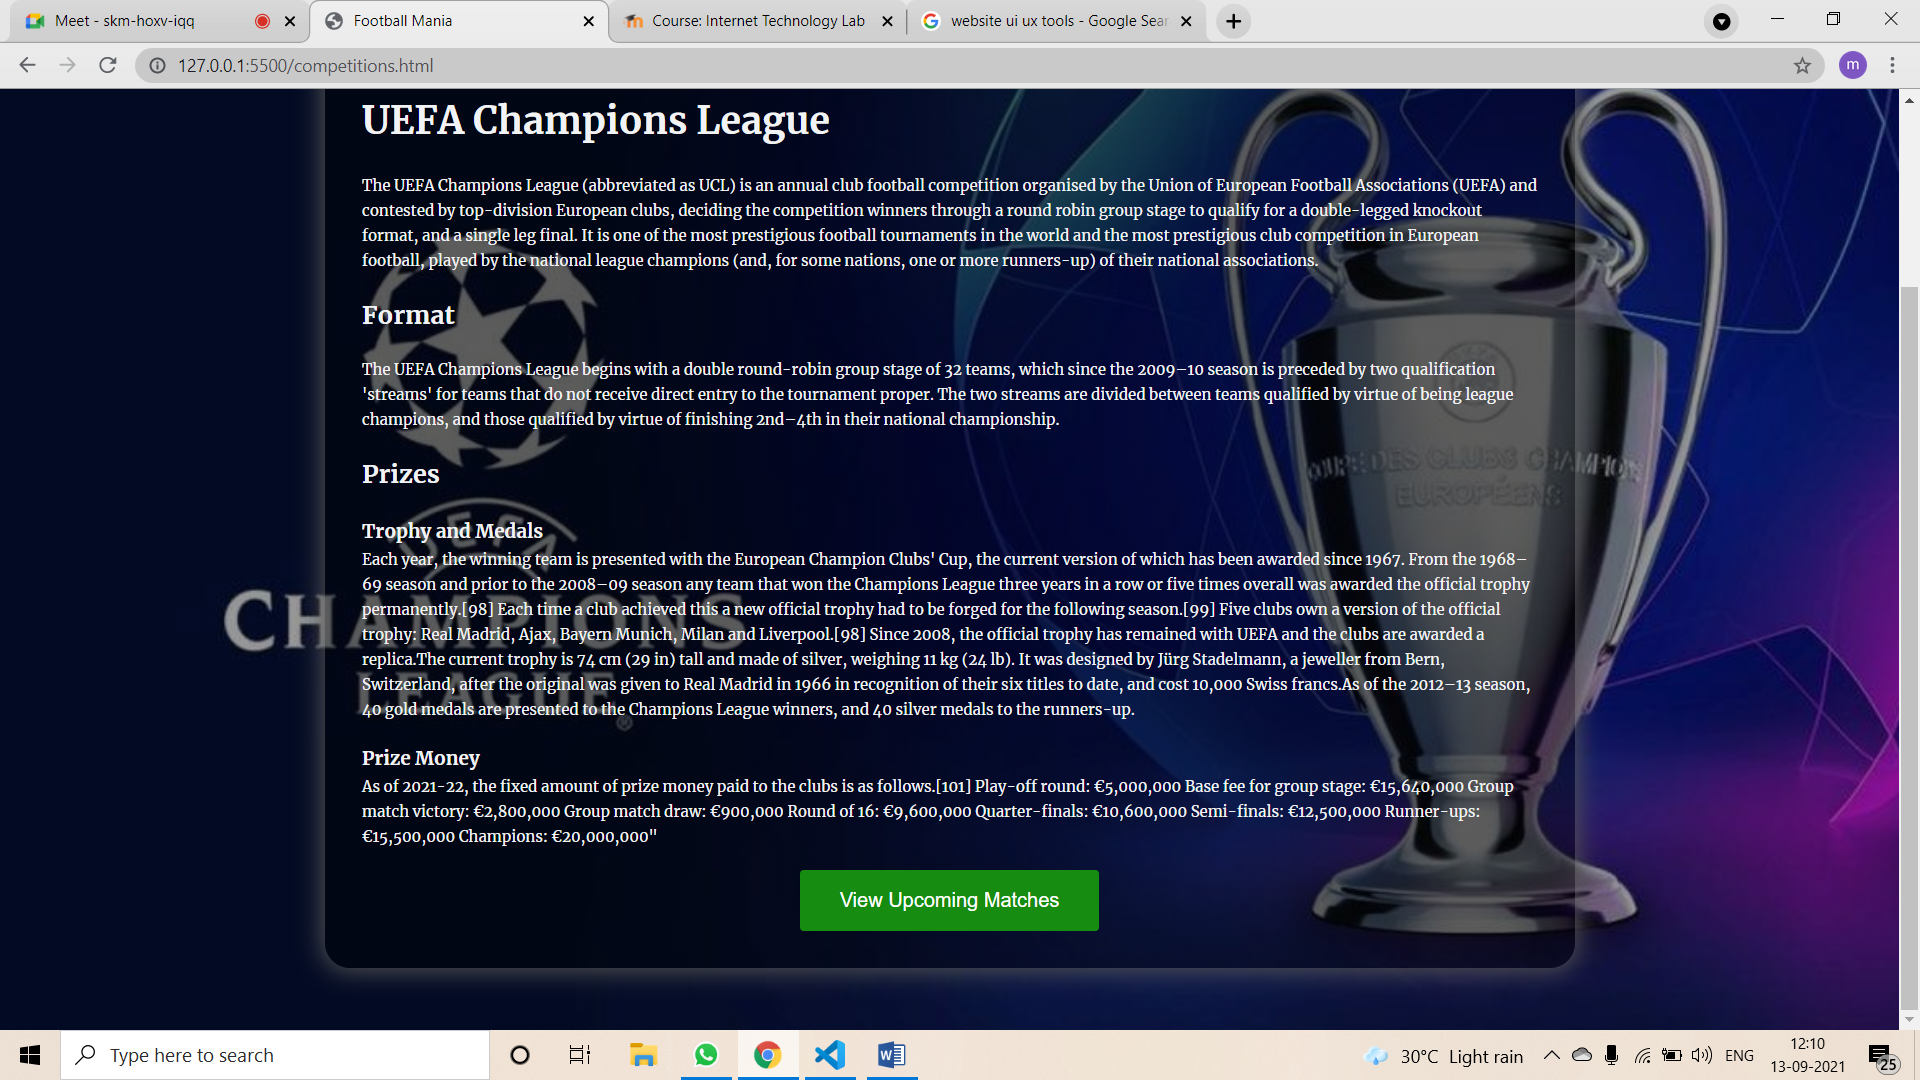 Meet - skm-hoxv-iqq
Football Mania
Course: Internet Technology Lab
website ui ux tools - Google Sear
127.0.0.1:5500/competitions.html
m
UEFA Champions League
The UEFA Champions League (abbreviated as UCL) is an annual club football competition organised by the Union of European Football Associations (UEFA) and
contested by top-division European clubs, deciding the competition winners through a round robin group stage to qualify for a double-legged knockout
format, and a single leg final. It is one of the most prestigious football tournaments in the world and the most prestigious club competition in European
football, played by the national league champions (and, for some nations, one or more runners-up) of their national associations.
Format
The UEFA Champions League begins with a double round-robin group stage of 32 teams, which since the 2009–10 season is preceded by two qualification
'streams' for teams that do not receive direct entry to the tournament proper. The two streams are divided between teams qualified by virtue of being league
champions, and those qualified by virtue of finishing 2nd–4th in their national championship.
COUPE DES CLUBS CHAMPIONS
EUROPÉENS
Prizes
UEFA
CHAMPIONS
LEAGUE®
Trophy and Medals
Each year, the winning team is presented with the European Champion Clubs' Cup, the current version of which has been awarded since 1967. From the 1968–
69 season and prior to the 2008–09 season any team that won the Champions League three years in a row or five times overall was awarded the official trophy
permanently.[98] Each time a club achieved this a new official trophy had to be forged for the following season.[99] Five clubs own a version of the official
trophy: Real Madrid, Ajax, Bayern Munich, Milan and Liverpool.[98] Since 2008, the official trophy has remained with UEFA and the clubs are awarded a
replica.The current trophy is 74 cm (29 in) tall and made of silver, weighing 11 kg (24 lb). It was designed by Jürg Stadelmann, a jeweller from Bern,
Switzerland, after the original was given to Real Madrid in 1966 in recognition of their six titles to date, and cost 10,000 Swiss francs.As of the 2012–13 season,
40 gold medals are presented to the Champions League winners, and 40 silver medals to the runners-up.
Prize Money
As of 2021-22, the fixed amount of prize money paid to the clubs is as follows.[101] Play-off round: €5,000,000 Base fee for group stage: €15,640,000 Group
match victory: €2,800,000 Group match draw: €900,000 Round of 16: €9,600,000 Quarter-finals: €10,600,000 Semi-finals: €12,500,000 Runner-ups:
€15,500,000 Champions: €20,000,000"
View Upcoming Matches
Type here to search
30°C Light rain
ENG
12:10
13-09-2021
25